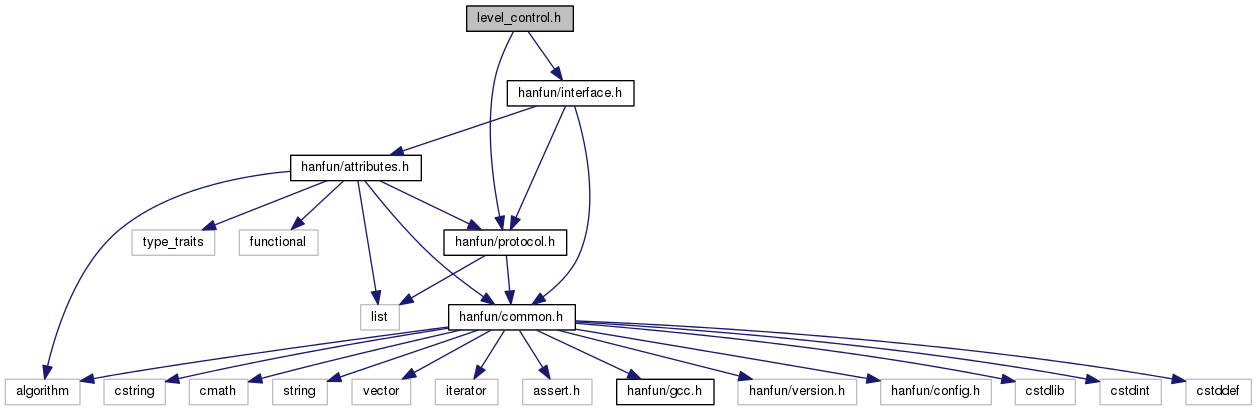 level_control.h
hanfun/interface.h
hanfun/attributes.h
type_traits
functional
hanfun/protocol.h
list
hanfun/common.h
algorithm
cstring
cmath
string
vector
iterator
assert.h
hanfun/gcc.h
hanfun/version.h
hanfun/config.h
cstdlib
cstdint
cstddef